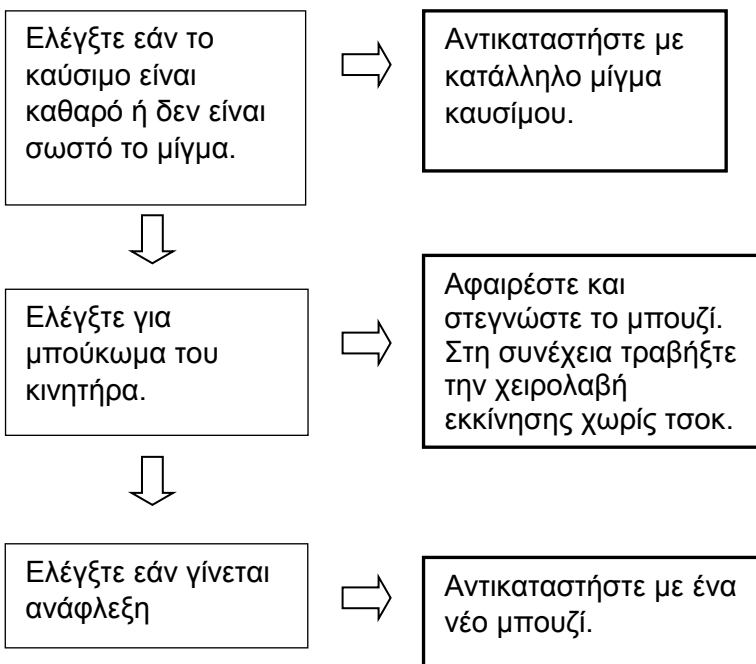 Ελέγξτε εάν το
καύσιμο είναι
καθαρό ή δεν είναι
σωστό το μίγμα.
Αντικαταστήστε με
κατάλληλο μίγμα
καυσίμου.
Ελέγξτε για
μπούκωμα του
κινητήρα.
Αφαιρέστε και
στεγνώστε το μπουζί.
Στη συνέχεια τραβήξτε
την χειρολαβή
εκκίνησης χωρίς τσοκ.
Ελέγξτε εάν γίνεται
ανάφλεξη
Αντικαταστήστε με ένα
νέο μπουζί.